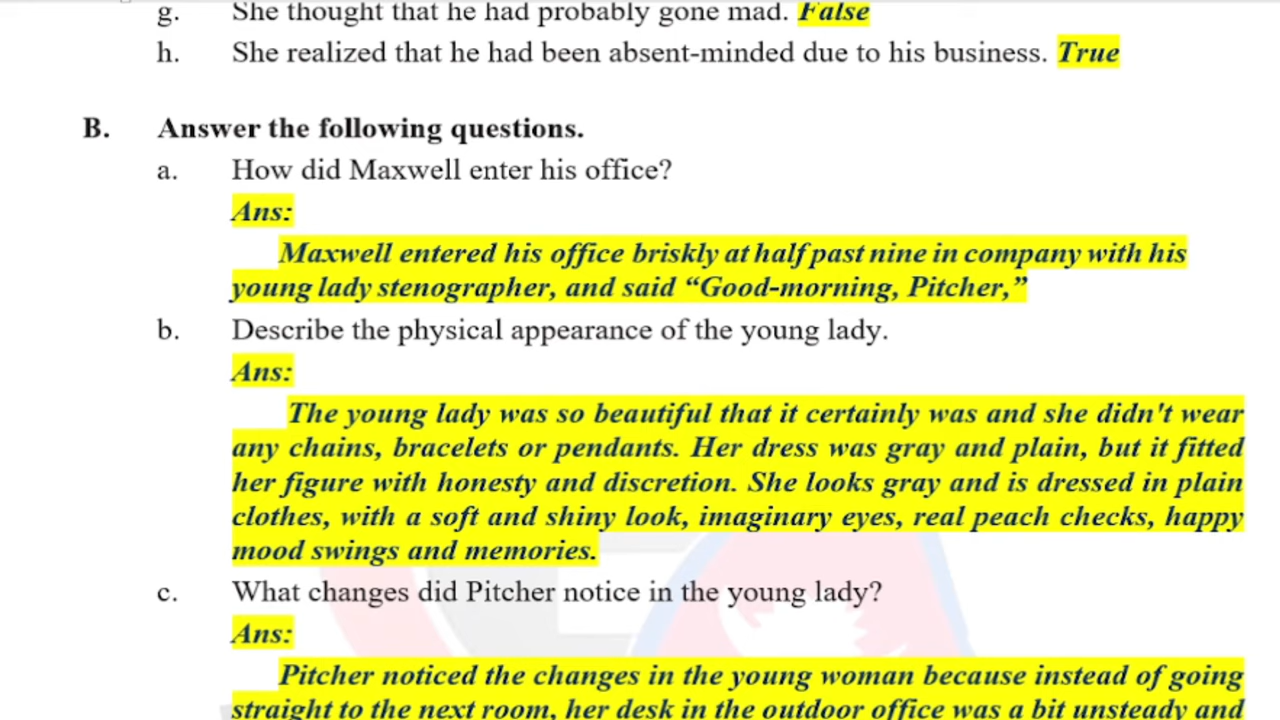 g. She thought that he had probably gone mad. False
h. She realized that he had been absent-minded due to his business. True
B. Answer the following questions.
a. How did Maxwell enter his office?
Ans:
Maxwell entered his office briskly at half past nine in company with his
young lady stenographer, and said “Good-morning, Pitcher,”
b. Describe the physical appearance of the young lady.
Ans:
The young lady was so beautiful that it certainly was and she didn't wear
any chains, bracelets or pendants. Her dress was gray and plain, but it fitted
her figure with honesty and discretion. She looks gray and is dressed in plain
clothes, with a soft and shiny look, imaginary eyes, real peach checks, happy
mood swings and memories.
c. What changes did Pitcher notice in the young lady?
Ans:
Pitcher noticed the changes in the young woman because instead of going
straight to the next room, her desk in the outdoor office was a bit unsteady and